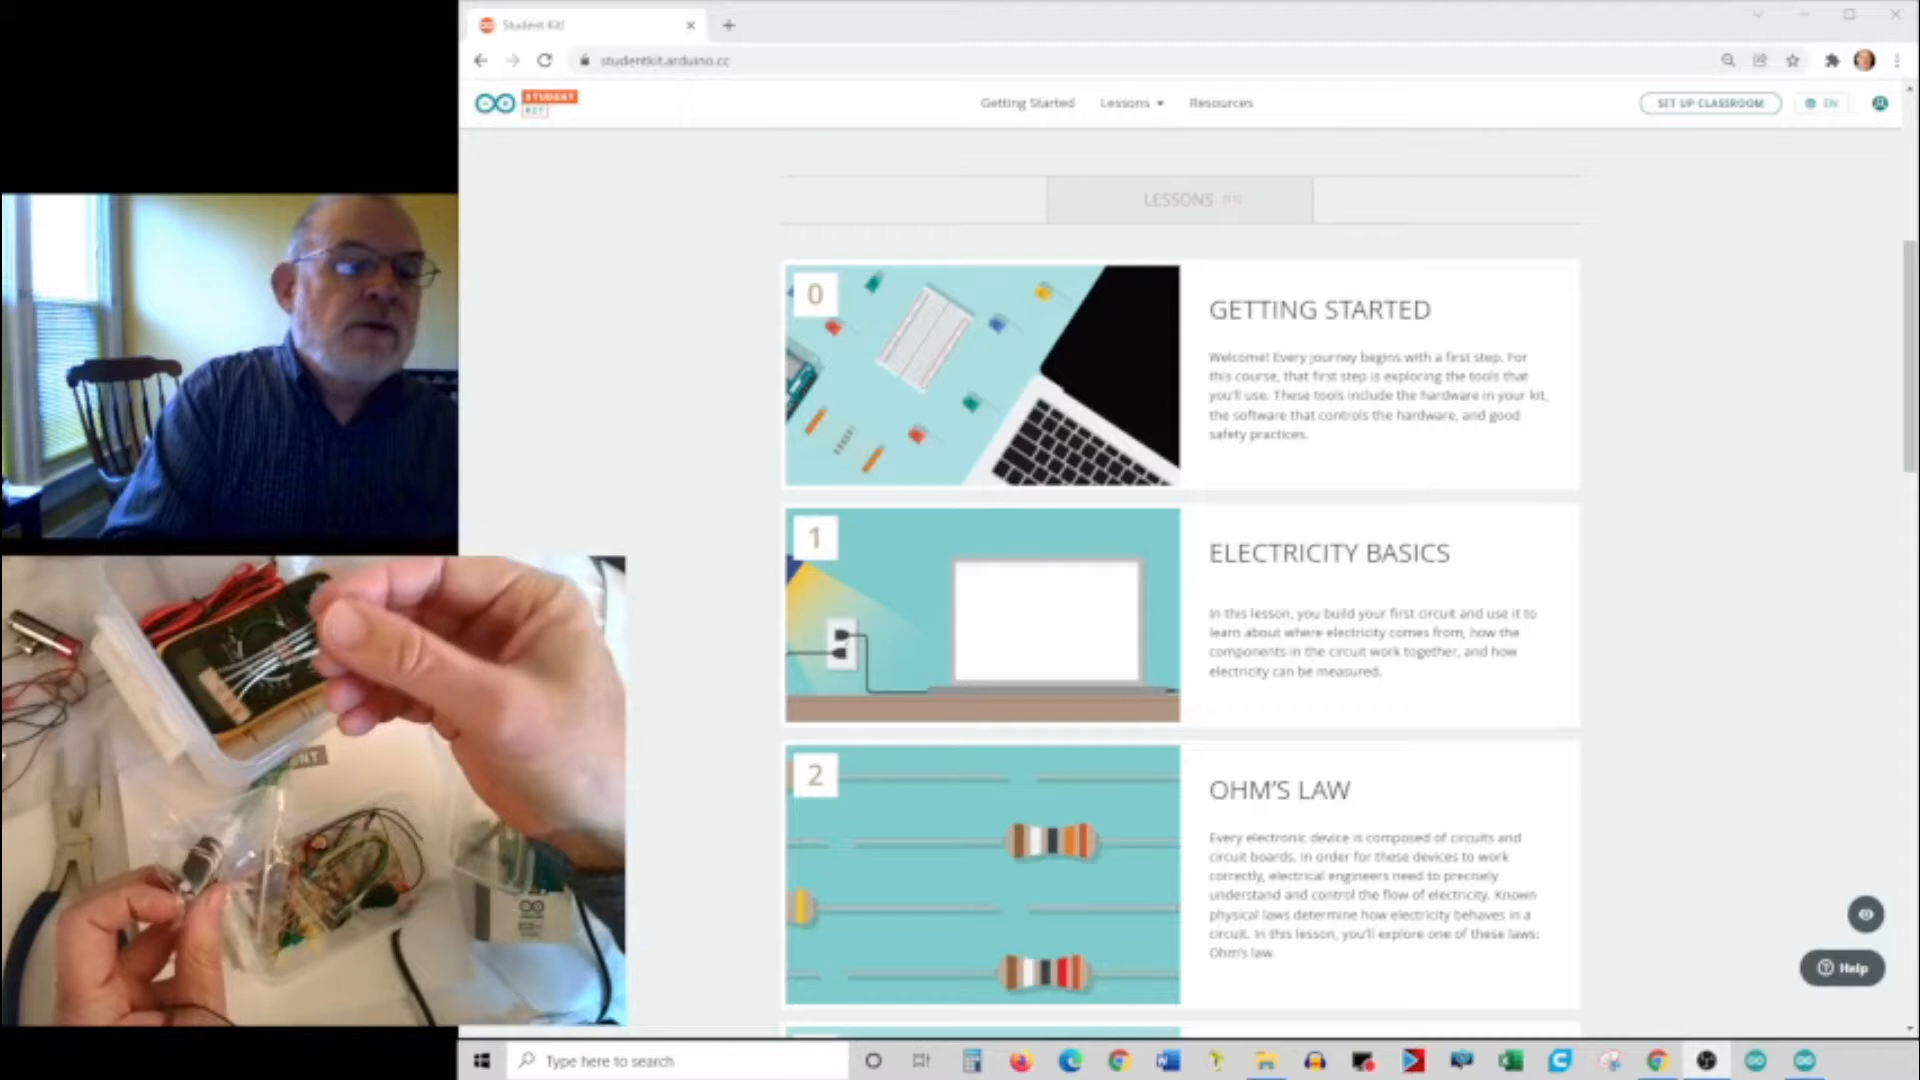 Student Kit!
studentkit.arduino.cc
STUDENT
KIT
Getting Started
Lessons
Resources
SET UP CLASSROOM
EN
LESSONS
0
GETTING STARTED
Welcome! Every journey begins with a first step. For
this course, that first step is exploring the tools that
you'll use. These tools include the hardware in your kit,
the software that controls the hardware, and good
safety practices.
1
ELECTRICITY BASICS
In this lesson, you build your first circuit and use it to
learn about where electricity comes from, how the
components in the circuit work together, and how
electricity can be measured.
2
OHM'S LAW
Every electronic device is composed of circuits and
circuit boards. In order for these devices to work
correctly, electrical engineers need to precisely
understand and control the flow of electricity. Known
physical laws determine how electricity behaves in a
circuit. In this lesson, you'll explore one of these laws:
Ohm's law.
Help
Type here to search